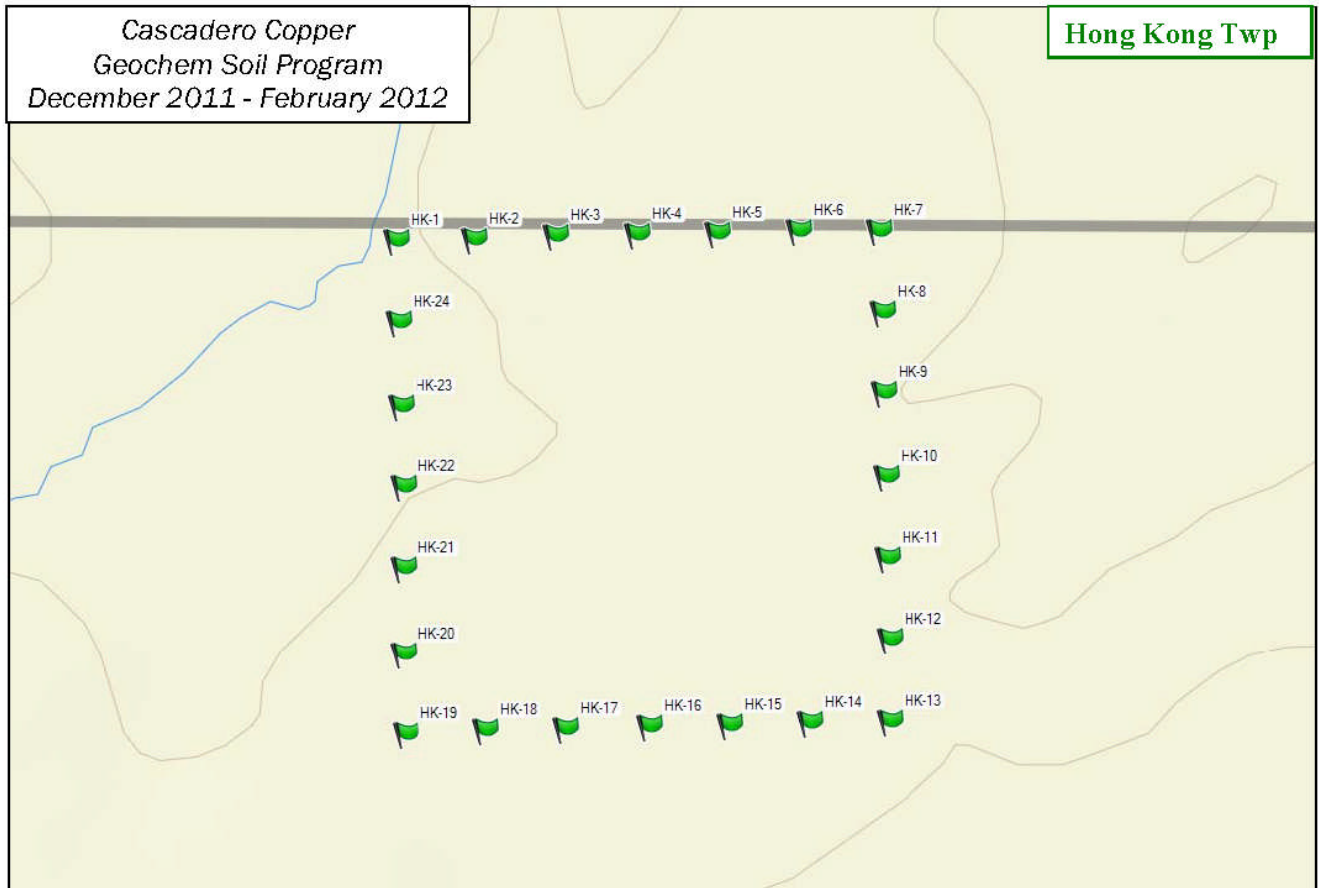 Cascadero Copper
Geochem Soil Program
December 2011 - February 2012
Hong Kong Twp
HK-1
HK-2
HK-3
HK-4
HK-5
HK-6
HK-7
HK-24
HK-8
HK-23
HK-9
HK-22
HK-10
HK-21
HK-11
HK-20
HK-12
HK-19
HK-18
HK-17
HK-16
HK-15
HK-14
HK-13